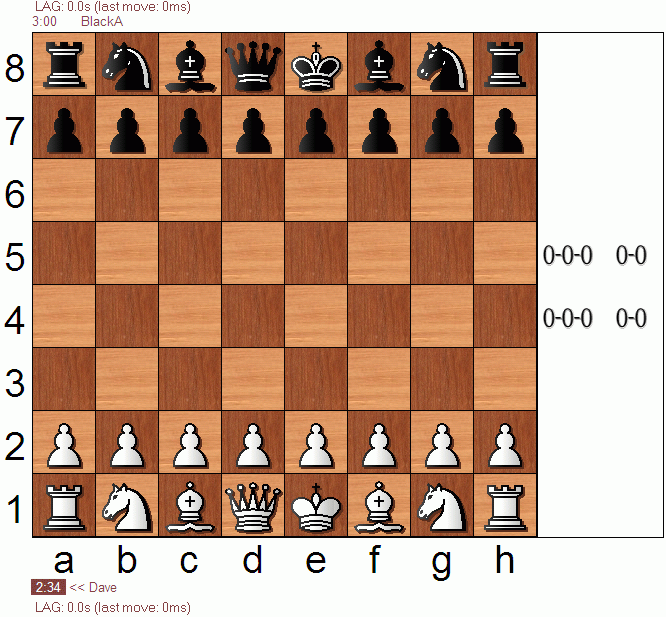 LAG: 0.0s (last move: 0ms)
3:00 BlackA
8
7
6
5 0-0-0 0-0
4 0-0-0 0-0
3
2
1
a b c d e f g h
2:34 << Dave
LAG: 0.0s (last move: 0ms)